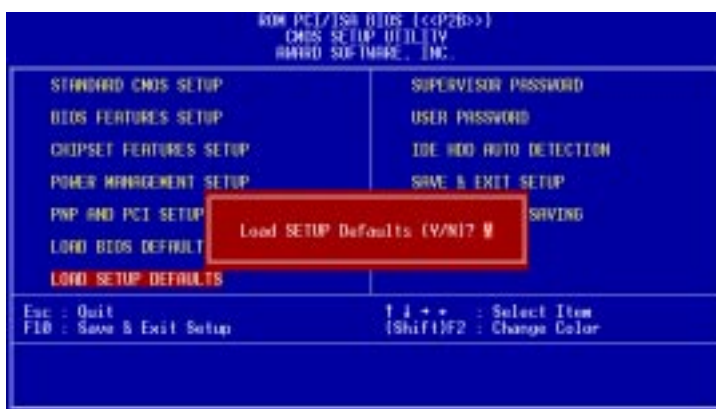 ROM PCI/ISA BIOS (<<P2B>>)
CMOS SETUP UTILITY
AWARD SOFTWARE, INC.
STANDARD CMOS SETUP
BIOS FEATURES SETUP
CHIPSET FEATURES SETUP
POWER MANAGEMENT SETUP
PNP AND PCI SETUP
LOAD BIOS DEFAULT
LOAD SETUP DEFAULTS
SUPERVISOR PASSWORD
USER PASSWORD
IDE HDD AUTO DETECTION
SAVE & EXIT SETUP
SAVING
Load SETUP Defaults (Y/N)? Y
Esc : Quit
F10 : Save & Exit Setup
↑ ↓ → ← : Select Item
(Shift)F2 : Change Color